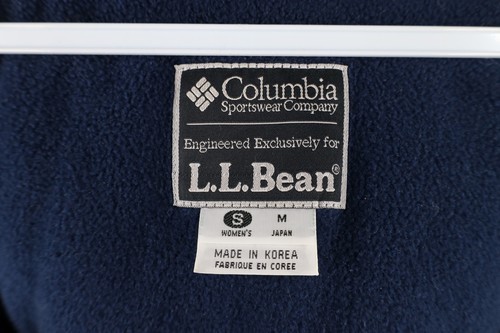 Columbia
Sportswear Company
Engineered Exclusively for
L.L.Bean®
S M
WOMEN'S JAPAN
MADE IN KOREA
FABRIQUE EN COREE